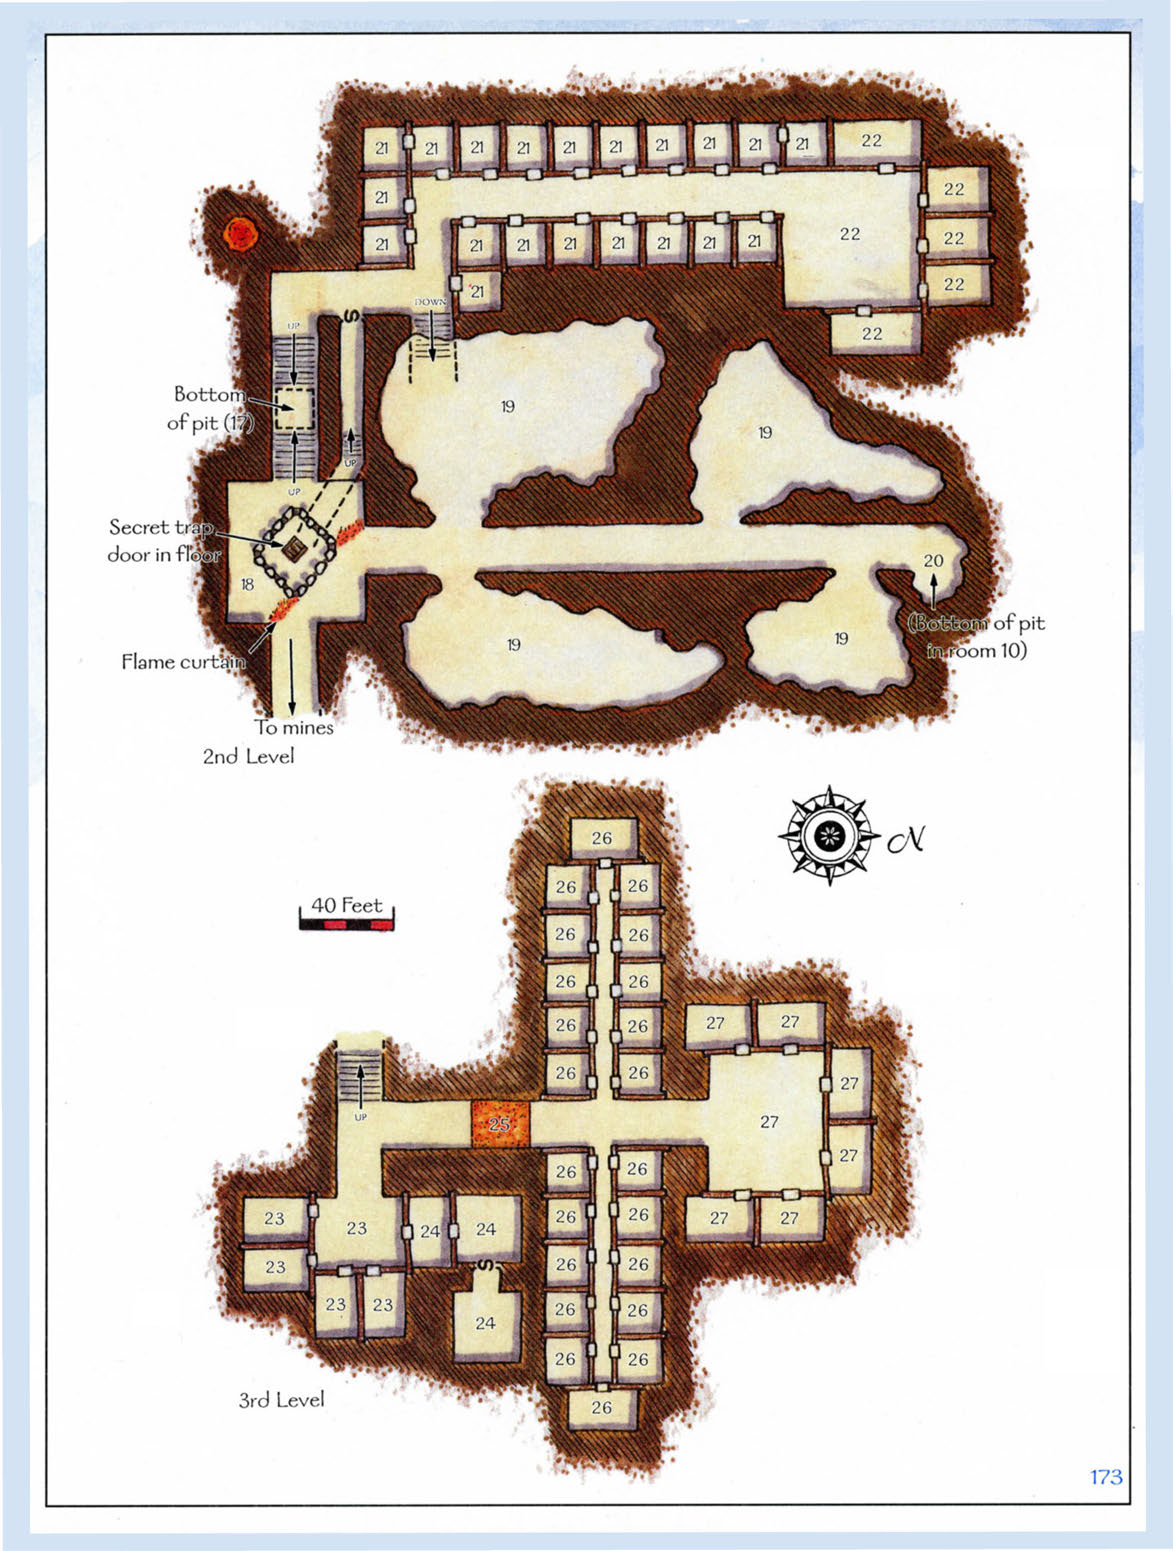 21 21 21 21 21 21 21 21 21 21 22
21 22
21 21 21 21 21 21 21 21 22 22
21 22
DOWN
S
UP
22
Bottom
of pit (17)
19
19
UP
UP
Secret trap
door in floor
18
20
(Bottom of pit
in room 10)
19
19
Flame curtain
To mines
2nd Level
26
N
40 Feet
26 26
26 26
26 26
26 26
27 27
26 26
27
UP
25
27
27
26 26
23
23
24
24
26 26
27 27
23
S
26 26
23 23
24
26 26
26 26
3rd Level
26
173